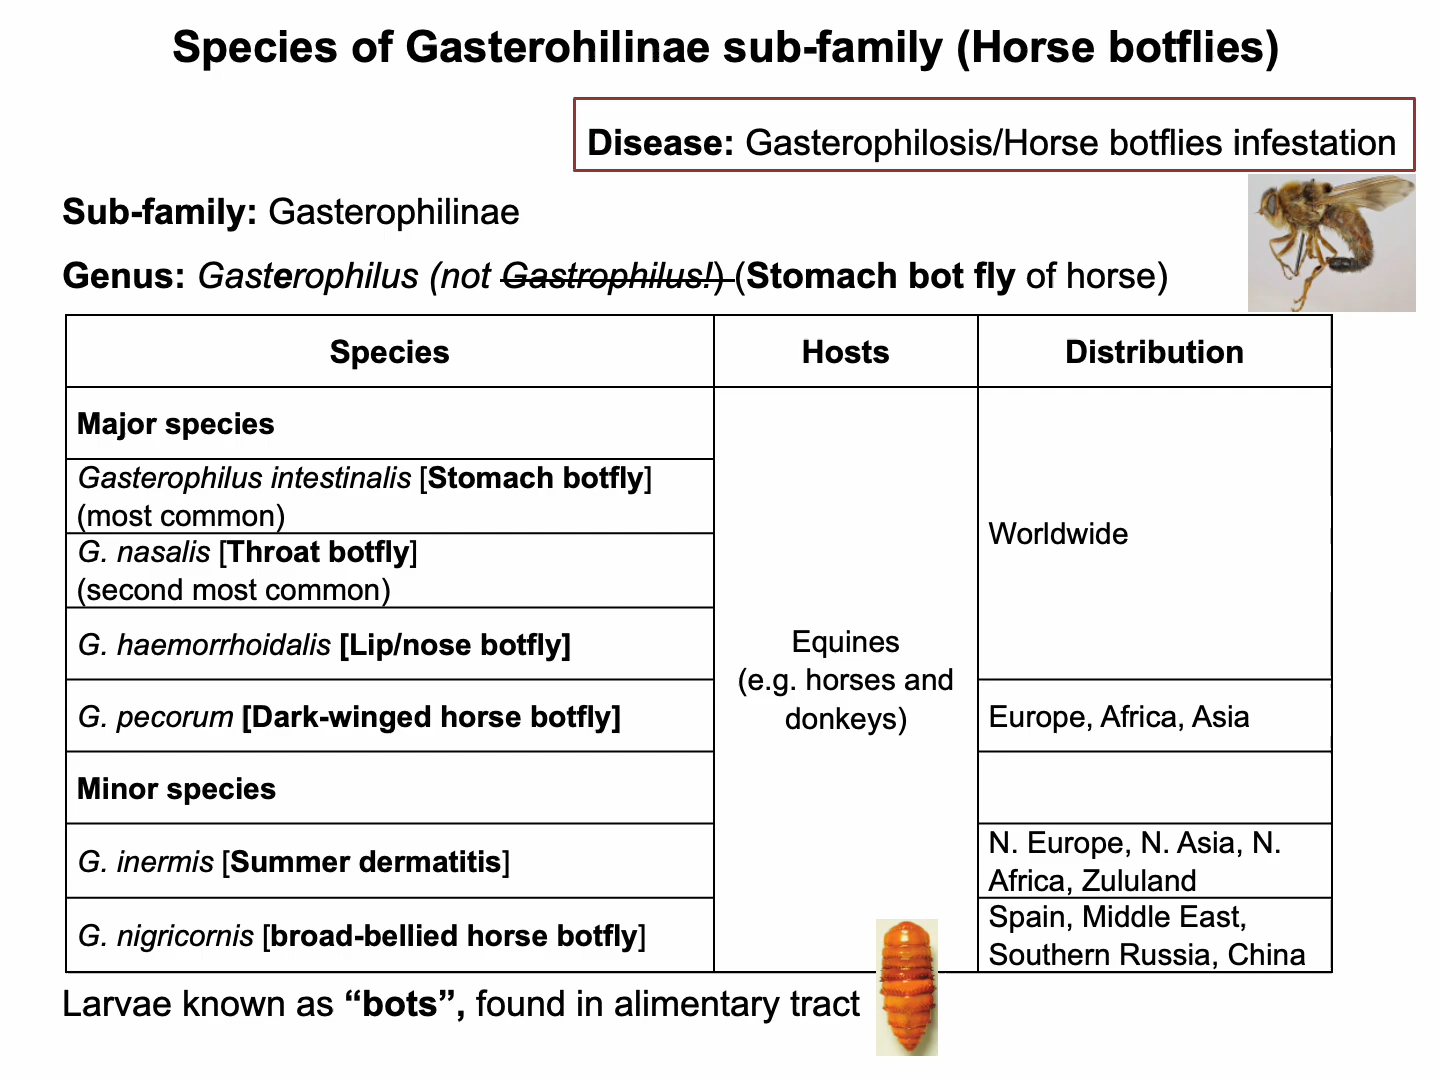 Species of Gasterohilinae sub-family (Horse botflies)
Disease: Gasterophilosis/Horse botflies infestation
Sub-family: Gasterophilinae
Genus: Gasterophilus (not Gastrophilus!) (Stomach bot fly of horse)
Species
Hosts
Distribution
Major species
Gasterophilus intestinalis [Stomach botfly]
(most common)
G. nasalis [Throat botfly]
(second most common)
G. haemorrhoidalis [Lip/nose botfly]
G. pecorum [Dark-winged horse botfly]
Minor species
G. inermis [Summer dermatitis]
G. nigricornis [broad-bellied horse botfly]
Equines
(e.g. horses and
donkeys)
Worldwide
Europe, Africa, Asia
N. Europe, N. Asia, N.
Africa, Zululand
Spain, Middle East,
Southern Russia, China
Larvae known as “bots”, found in alimentary tract